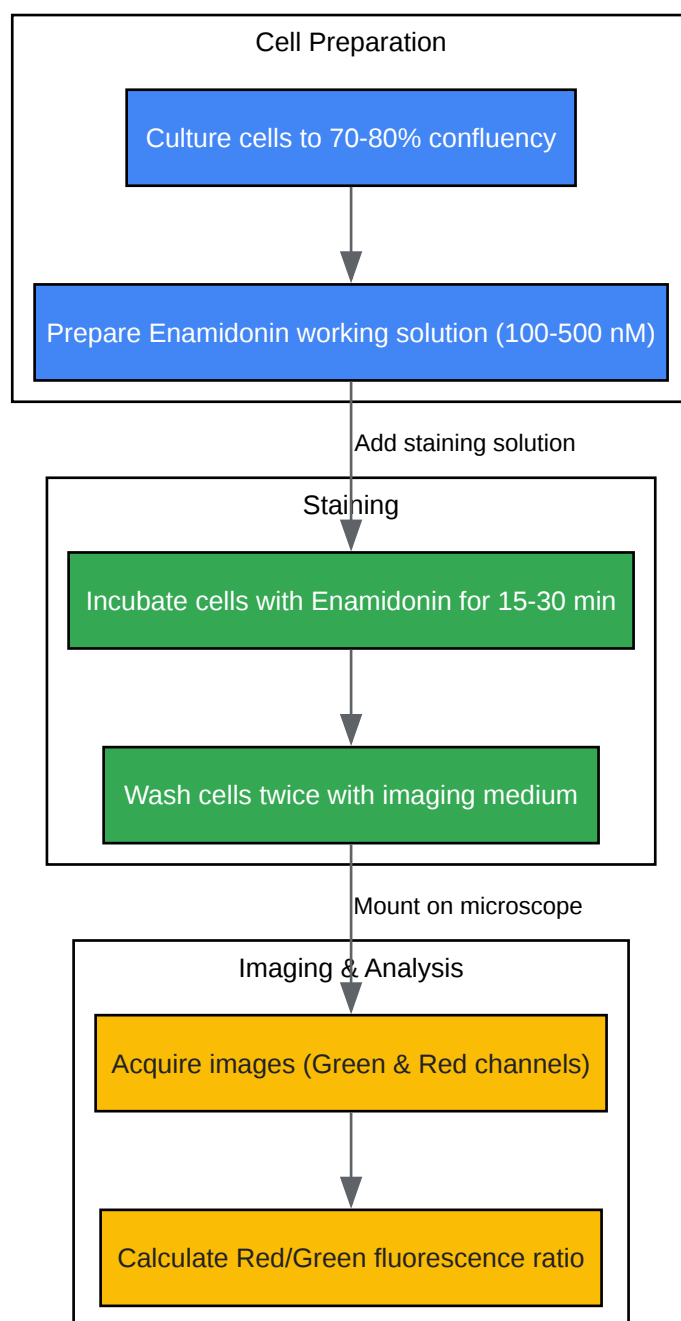 Cell Preparation
Culture cells to 70-80% confluency
Prepare Enamidonin working solution (100-500 nM)
Add staining solution
Staining
Incubate cells with Enamidonin for 15-30 min
Wash cells twice with imaging medium
Mount on microscope
Imaging & Analysis
Acquire images (Green & Red channels)
Calculate Red/Green fluorescence ratio